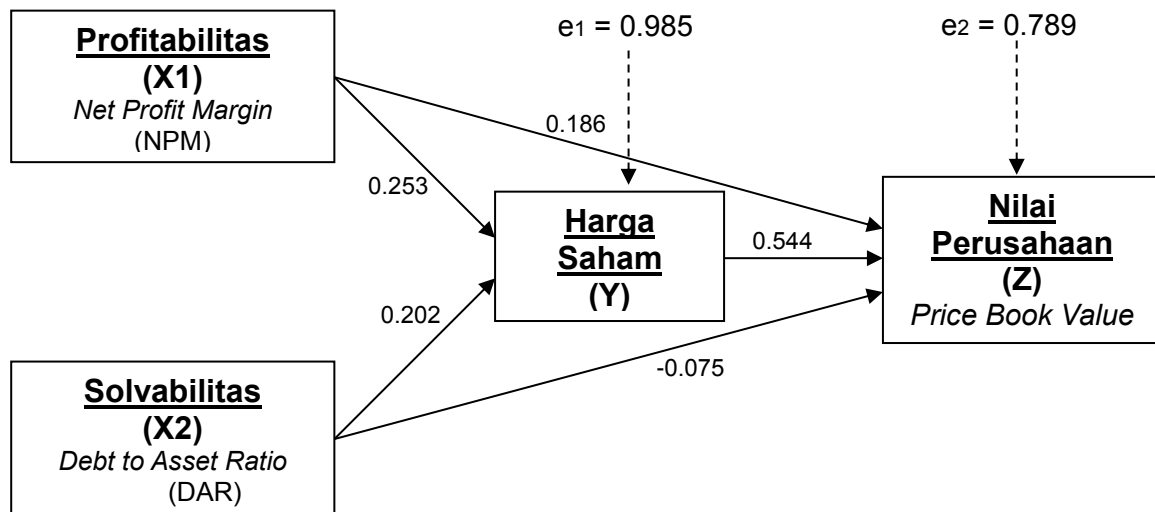 Profitabilitas
(X1)
Net Profit Margin
(NPM)
e1 = 0.985
e2 = 0.789
0.186
0.253
Harga
Saham
(Y)
0.544
Nilai
Perusahaan
(Z)
Price Book Value
0.202
-0.075
Solvabilitas
(X2)
Debt to Asset Ratio
(DAR)